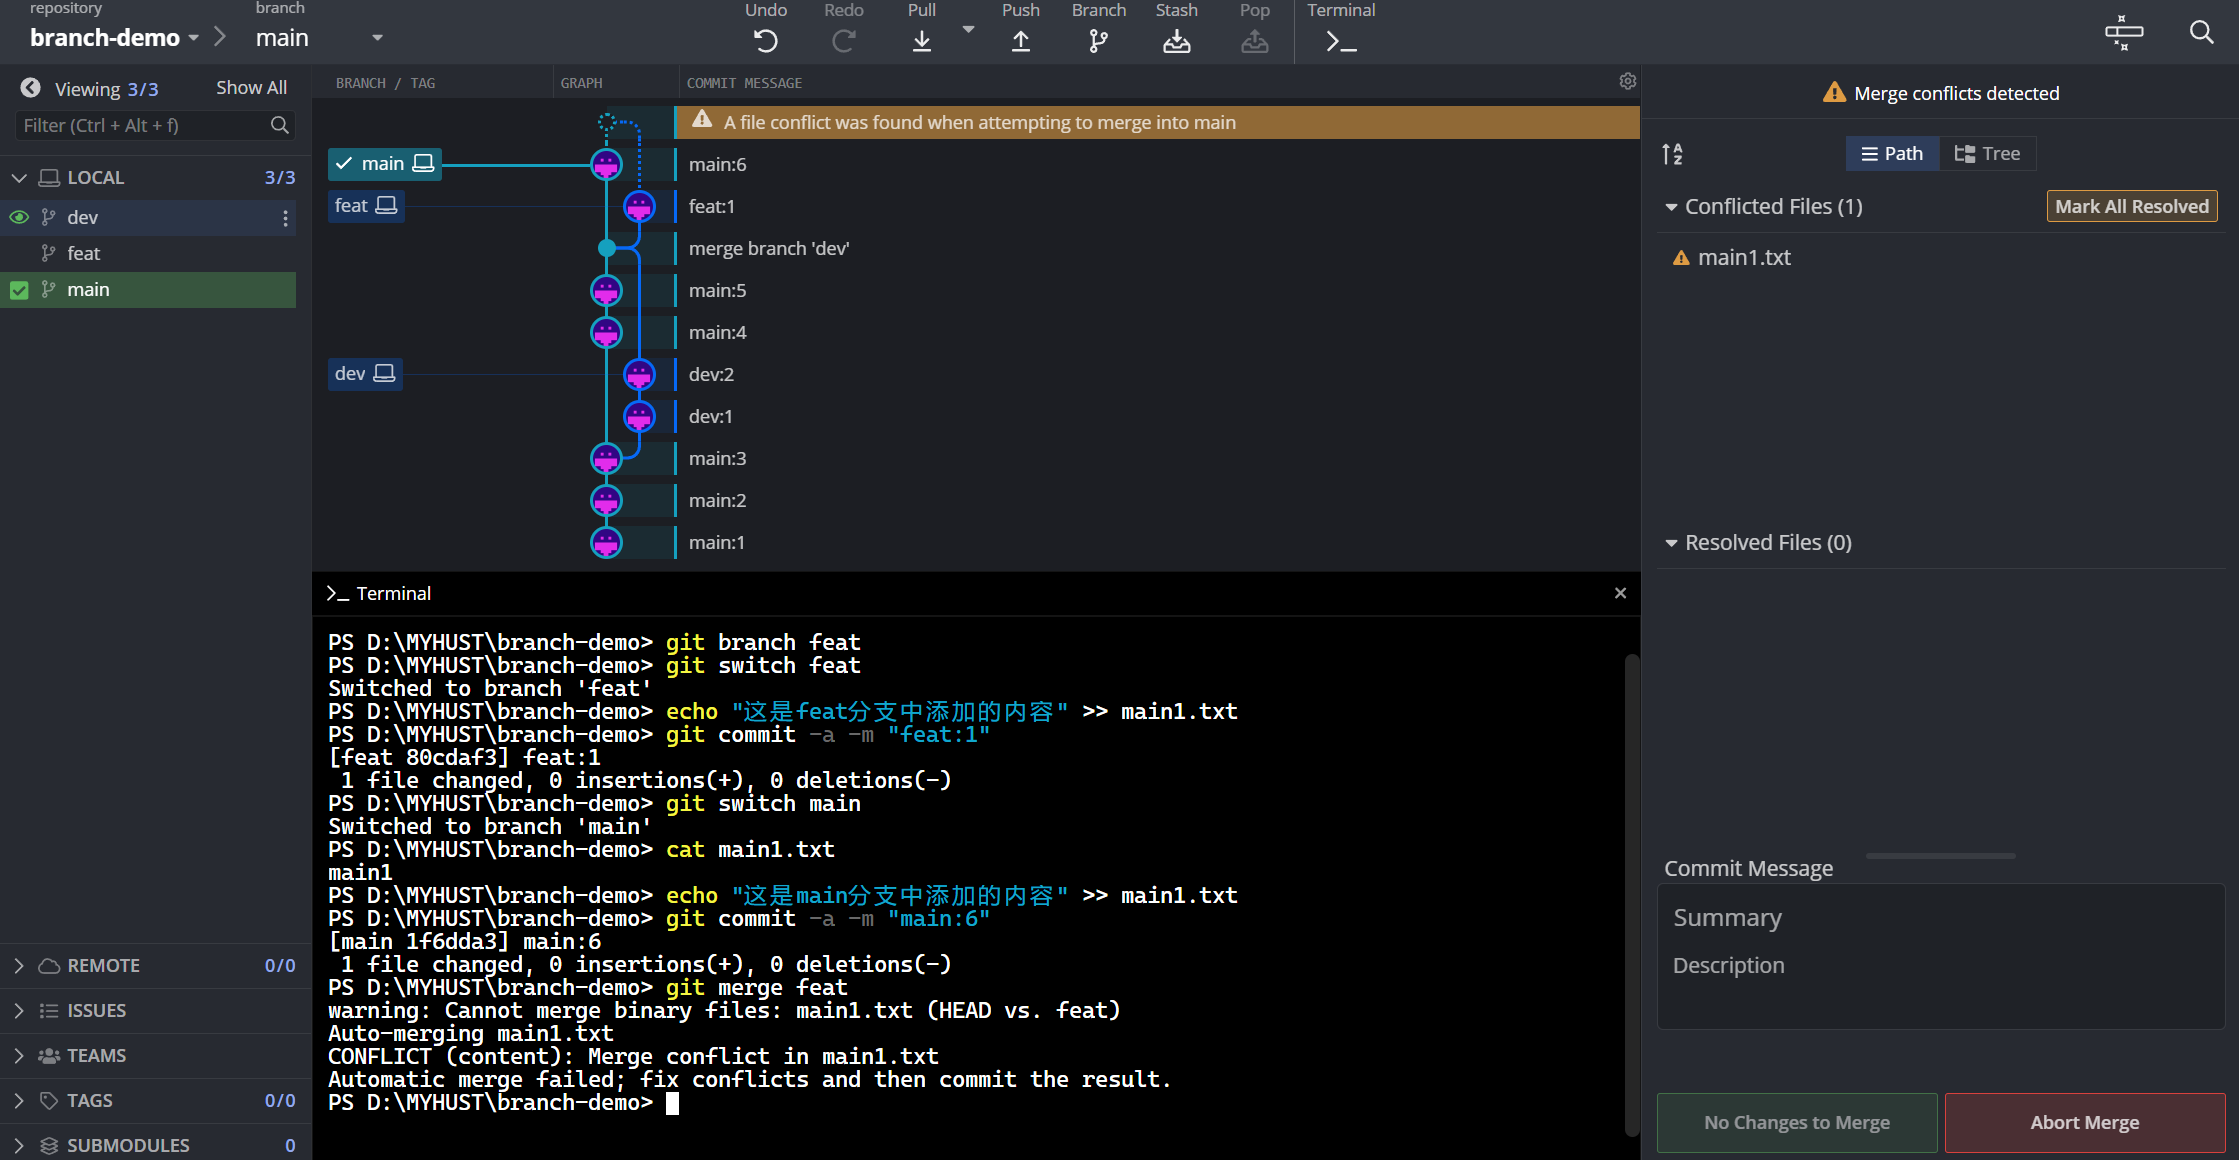 repository
branch
branch-demo
main
Undo
Redo
Pull
Push
Branch
Stash
Pop
Terminal
Viewing 3/3
Show All
Filter (Ctrl + Alt + f)
LOCAL 3/3
dev
feat
main
REMOTE 0/0
ISSUES
TEAMS
TAGS 0/0
SUBMODULES 0
BRANCH / TAG
GRAPH
COMMIT MESSAGE
A file conflict was found when attempting to merge into main
main
main:6
feat
feat:1
merge branch 'dev'
main:5
main:4
dev
dev:2
dev:1
main:3
main:2
main:1
Terminal
PS D:\MYHUST\branch-demo> git branch feat
PS D:\MYHUST\branch-demo> git switch feat
Switched to branch 'feat'
PS D:\MYHUST\branch-demo> echo "这是feat分支中添加的内容" >> main1.txt
PS D:\MYHUST\branch-demo> git commit -a -m "feat:1"
[feat 80cdaf3] feat:1
1 file changed, 0 insertions(+), 0 deletions(-)
PS D:\MYHUST\branch-demo> git switch main
Switched to branch 'main'
PS D:\MYHUST\branch-demo> cat main1.txt
main1
PS D:\MYHUST\branch-demo> echo "这是main分支中添加的内容" >> main1.txt
PS D:\MYHUST\branch-demo> git commit -a -m "main:6"
[main 1f6dda3] main:6
1 file changed, 0 insertions(+), 0 deletions(-)
PS D:\MYHUST\branch-demo> git merge feat
warning: Cannot merge binary files: main1.txt (HEAD vs. feat)
Auto-merging main1.txt
CONFLICT (content): Merge conflict in main1.txt
Automatic merge failed; fix conflicts and then commit the result.
PS D:\MYHUST\branch-demo>
Merge conflicts detected
A
Z
Path
Tree
Conflicted Files (1)
Mark All Resolved
main1.txt
Resolved Files (0)
Commit Message
Summary
Description
No Changes to Merge
Abort Merge